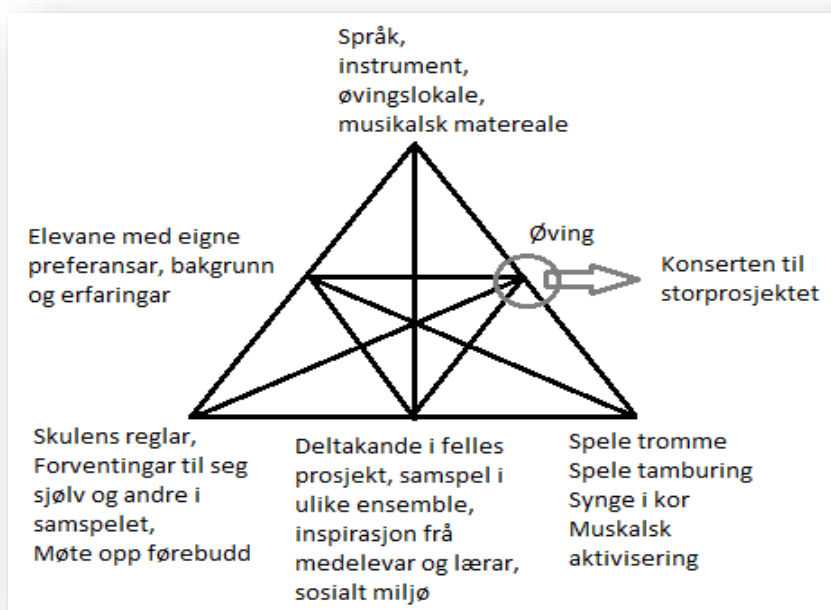 Språk,
instrument,
øvingslokale,
musikalsk matereale
Elevane med eigne
preferansar, bakgrunn
og erfaringar
Øving
Konserten til
storprosjektet
Skulens reglar,
Forventingar til seg
sjølv og andre i
samspelet,
Møte opp førebudd
Deltakande i felles
prosjekt, samspel i
ulike ensemble,
inspirasjon frå
medelevar og lærar,
sosialt miljø
Spele tromme
Spele tamburing
Synge i kor
Muskalsk
aktivisering